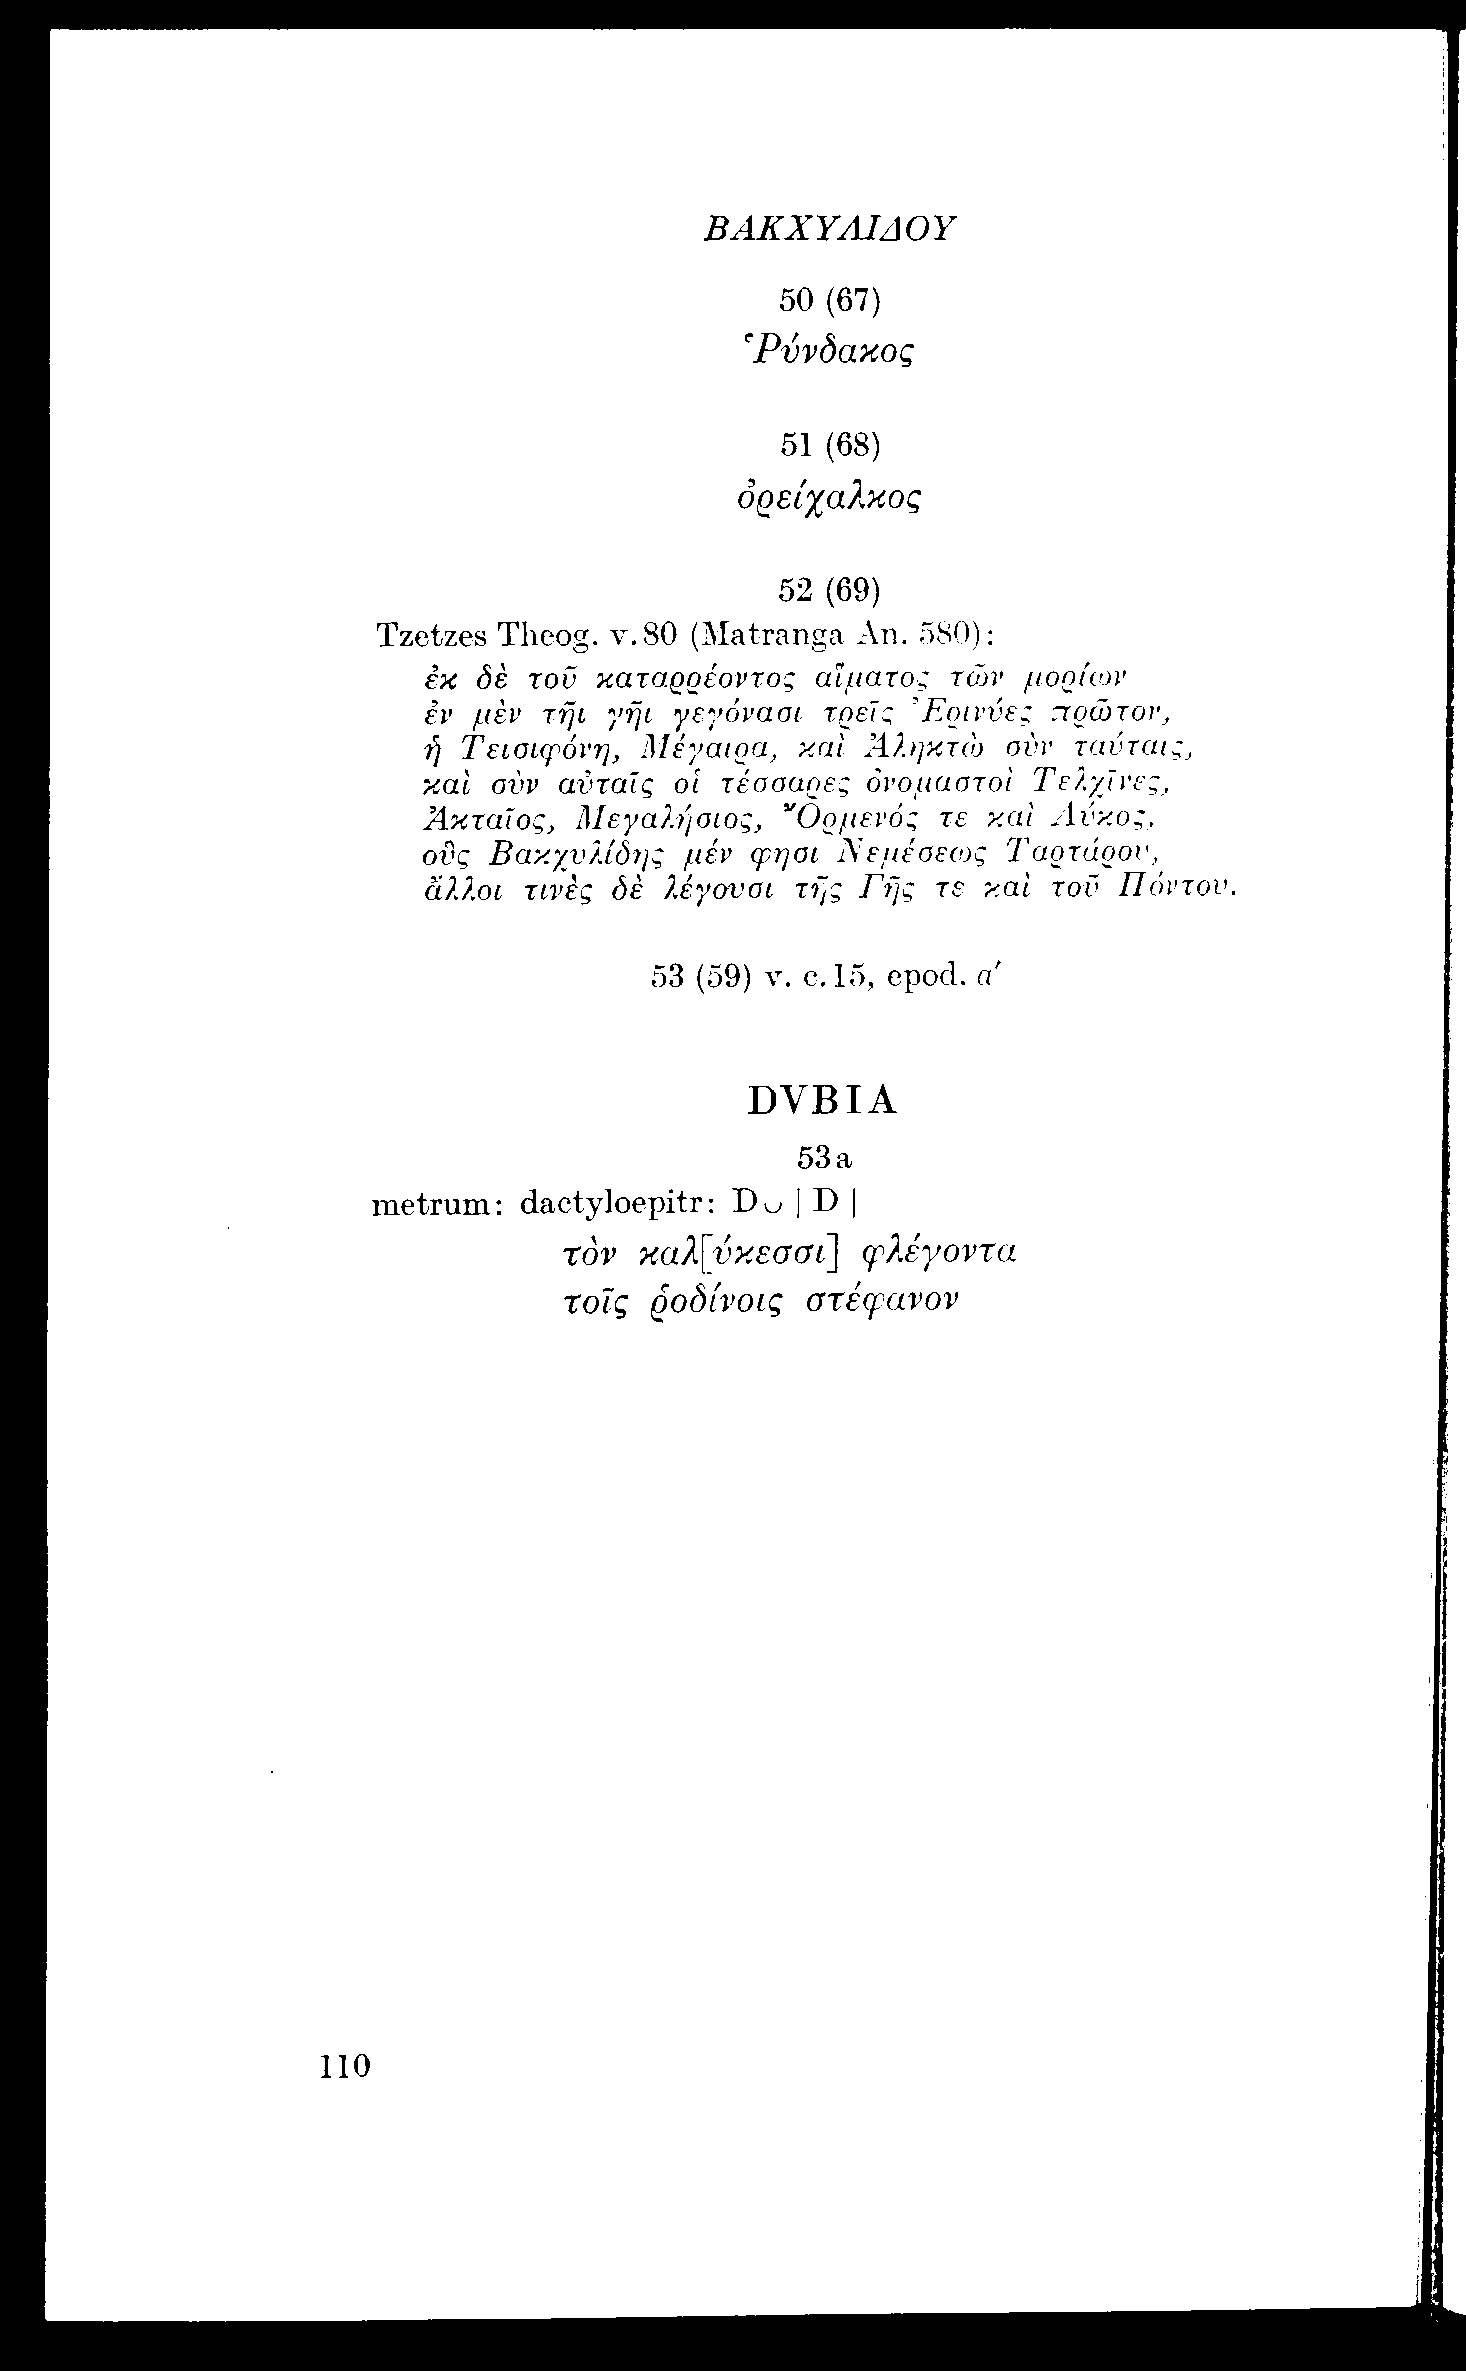 ΒΑΚΧΥΛΙΔΟΥ
50 (67)
Ῥύνδακος
51 (68)
ὀρείχαλκος
52 (69)
Tzetzes Theog. v. 80 (Matranga An. 580):
ἐκ δὲ τοῦ καταρρέοντος αἵματος τῶν μορίων
ἐν μὲν τῆι γῆι γεγόνασι τρεῖς Ἐρινύες πρῶτον,
ἡ Τεισιφόνη, Μέγαιρα, καὶ Ἀληκτὼ σὺν ταύταις,
καὶ σὺν αὐταῖς οἱ τέσσαρες ὀνομαστοὶ Τελχῖνες,
Ἀκταῖος, Μεγαλήσιος, Ὅρμενός τε καὶ Λύκος,
οὓς Βακχυλίδης μέν φησι Νεμέσεως Ταρτάρου,
ἄλλοι τινὲς δὲ λέγουσι τῆς Γῆς τε καὶ τοῦ Πόντου.
53 (59) v. c. 15, epod. α′
DVBIA
53 a
metrum: dactyloepitr: D ∪ | D |
τὸν καλ[ύκεσσι] φλέγοντα
τοῖς ῥοδίνοις στέφανον
110